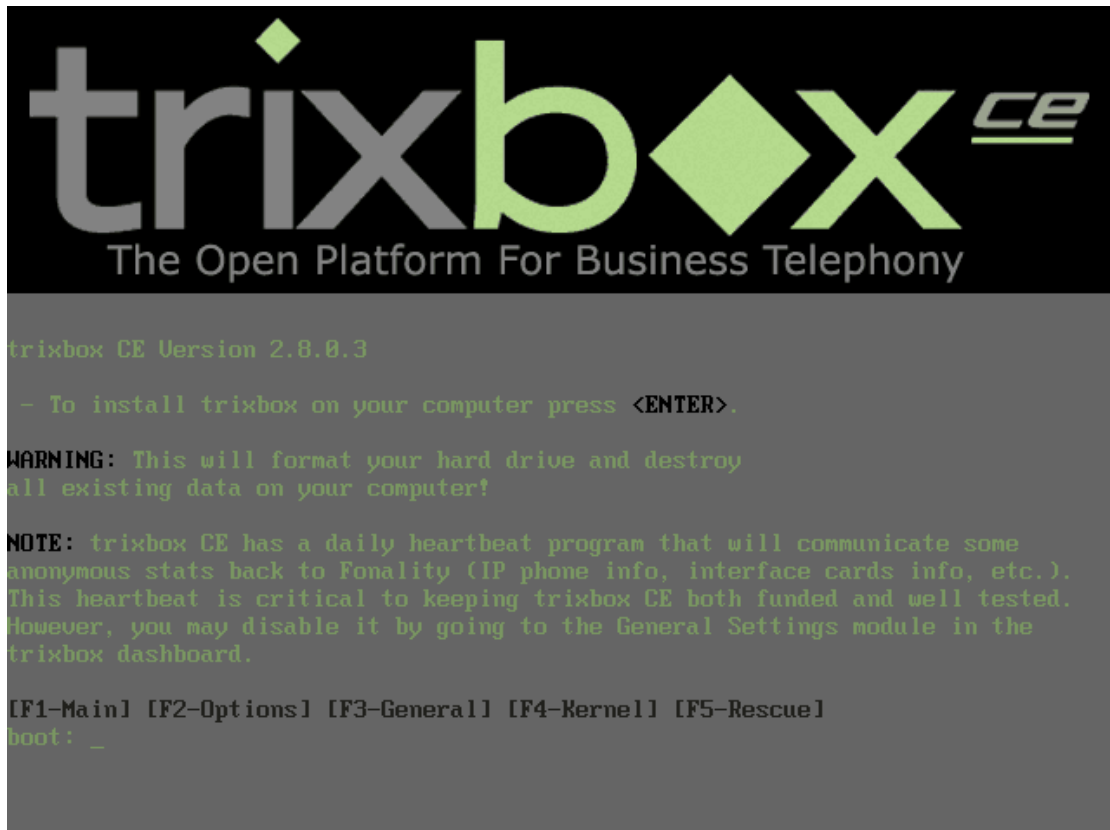 trixbox ce
The Open Platform For Business Telephony
trixbox CE Version 2.8.0.3
- To install trixbox on your computer press <ENTER>.
WARNING: This will format your hard drive and destroy
all existing data on your computer!
NOTE: trixbox CE has a daily heartbeat program that will communicate some
anonymous stats back to Fonality (IP phone info, interface cards info, etc.).
This heartbeat is critical to keeping trixbox CE both funded and well tested.
However, you may disable it by going to the General Settings module in the
trixbox dashboard.
[F1-Main] [F2-Options] [F3-General] [F4-Kernel] [F5-Rescue]
boot: _